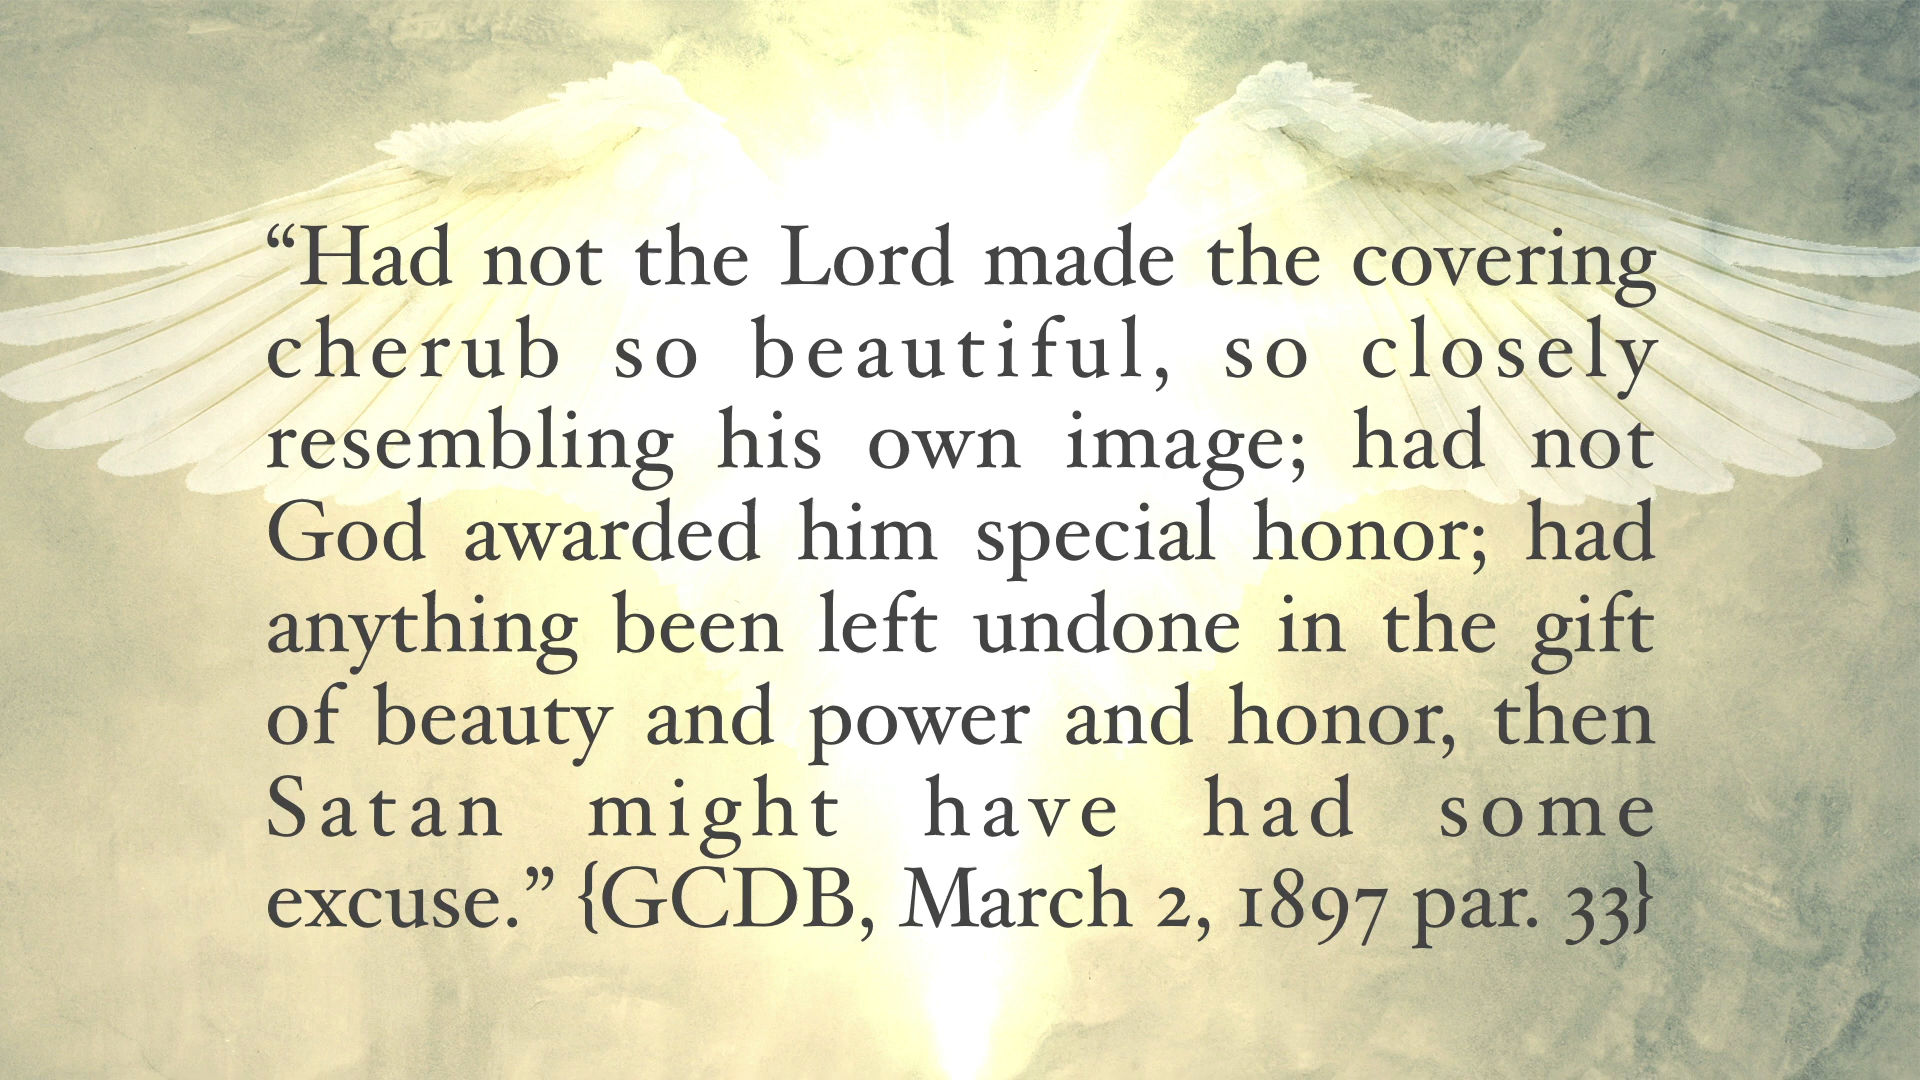 “Had not the Lord made the covering
cherub so beautiful, so closely
resembling his own image; had not
God awarded him special honor; had
anything been left undone in the gift
of beauty and power and honor, then
Satan might have had some
excuse.” {GCDB, March 2, 1897 par. 33}